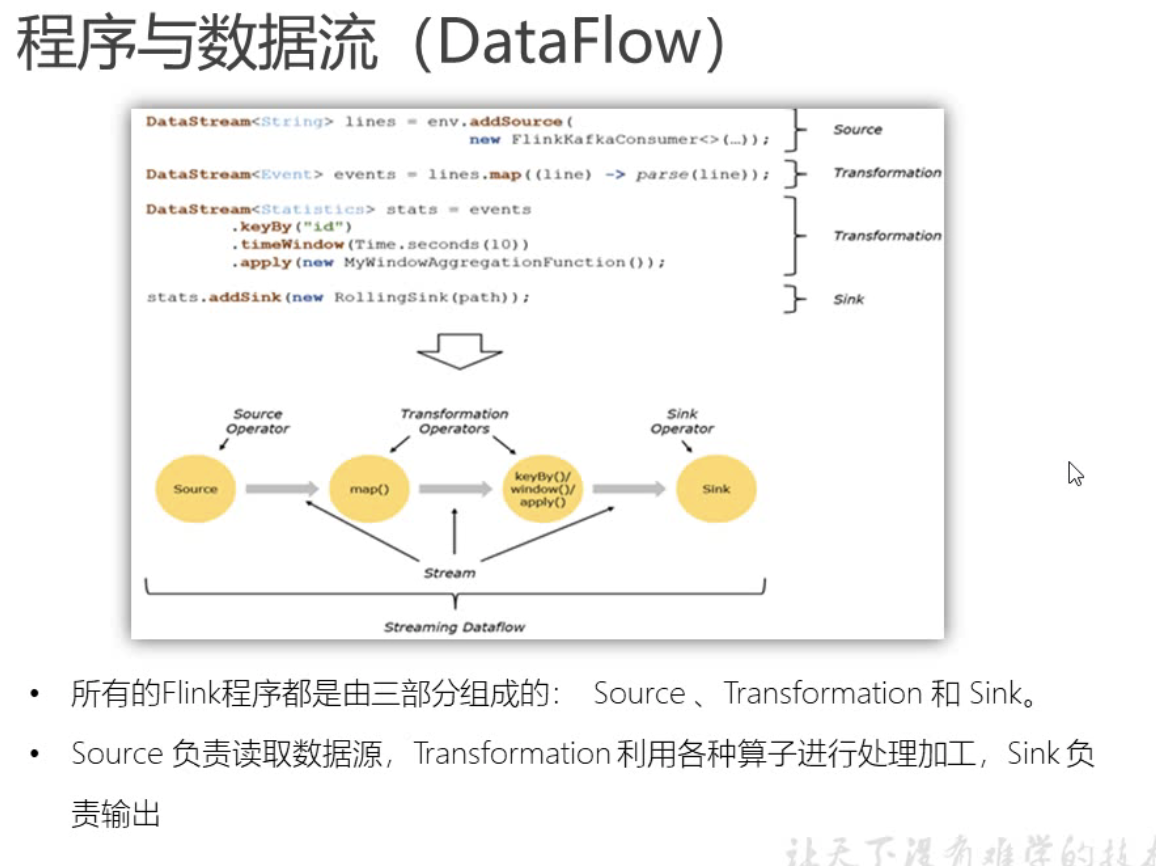 程序与数据流（DataFlow）
DataStream<String> lines = env.addSource(
new FlinkKafkaConsumer<>(…));
Source
DataStream<Event> events = lines.map((line) -> parse(line));
Transformation
DataStream<Statistics> stats = events
.keyBy("id")
.timeWindow(Time.seconds(10))
.apply(new MyWindowAggregationFunction());
Transformation
stats.addSink(new RollingSink(path));
Sink
Source
Operator
Transformation
Operators
Sink
Operator
Source
map()
keyBy()/
window()/
apply()
Sink
Stream
Streaming Dataflow
• 所有的Flink程序都是由三部分组成的： Source 、Transformation 和 Sink。
• Source 负责读取数据源，Transformation 利用各种算子进行处理加工，Sink 负
责输出
让天下没有难学的技